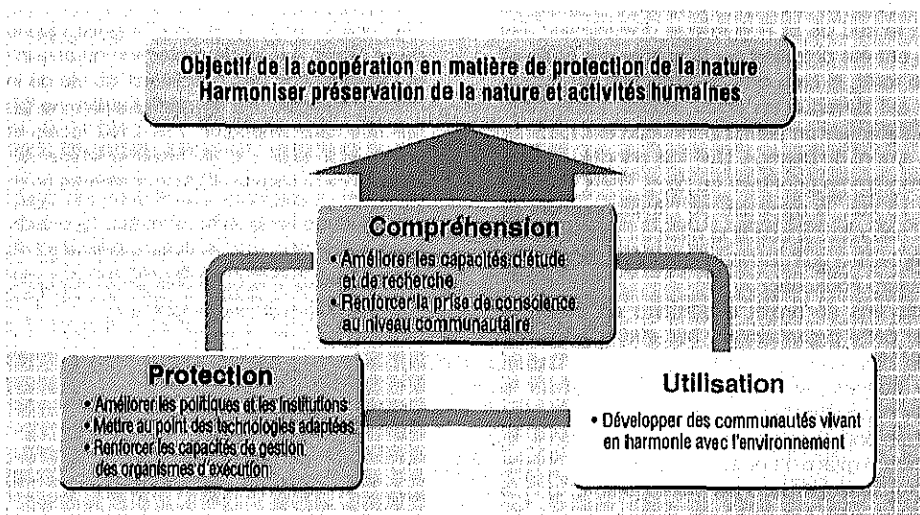 Objectif de la coopération en matière de protection de la nature
Harmoniser préservation de la nature et activités humaines
Compréhension
• Améliorer les capacités d'étude
et de recherche
• Renforcer la prise de conscience
au niveau communautaire
Protection
• Améliorer les politiques et les institutions
• Mettre au point des technologies adaptées
• Renforcer les capacités de gestion
des organismes d'exécution
Utilisation
• Développer des communautés vivant
en harmonie avec l'environnement